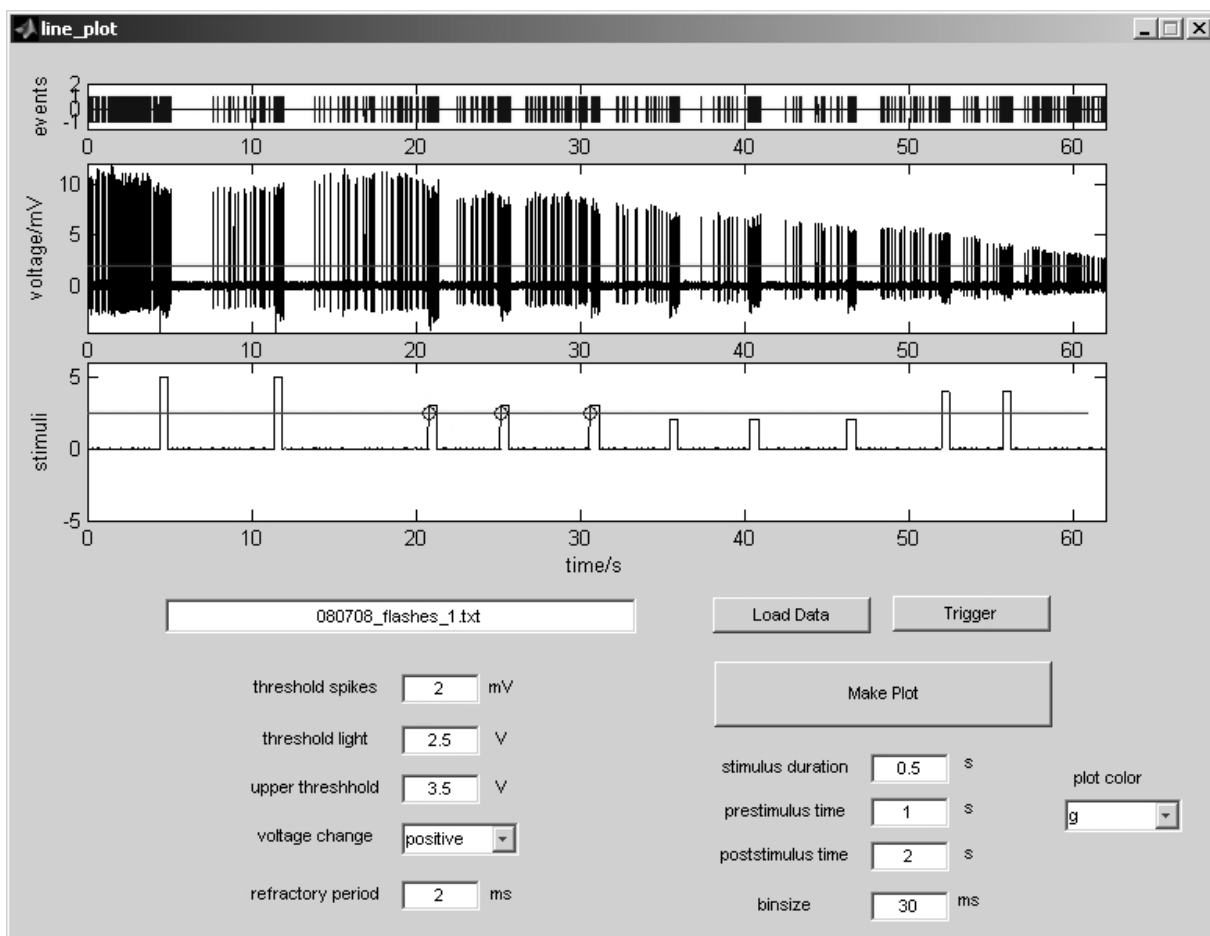 line_plot
events
2
1
0
-1
0 10 20 30 40 50 60
voltage/mV
10
5
0
0 10 20 30 40 50 60
stimuli
5
0
-5
0 10 20 30 40 50 60
time/s
080708_flashes_1.txt
Load Data
Trigger
threshold spikes 2 mV
Make Plot
threshold light 2.5 V
stimulus duration 0.5 s
upper threshhold 3.5 V
plot color
prestimulus time 1 s
g
voltage change positive
poststimulus time 2 s
refractory period 2 ms
binsize 30 ms